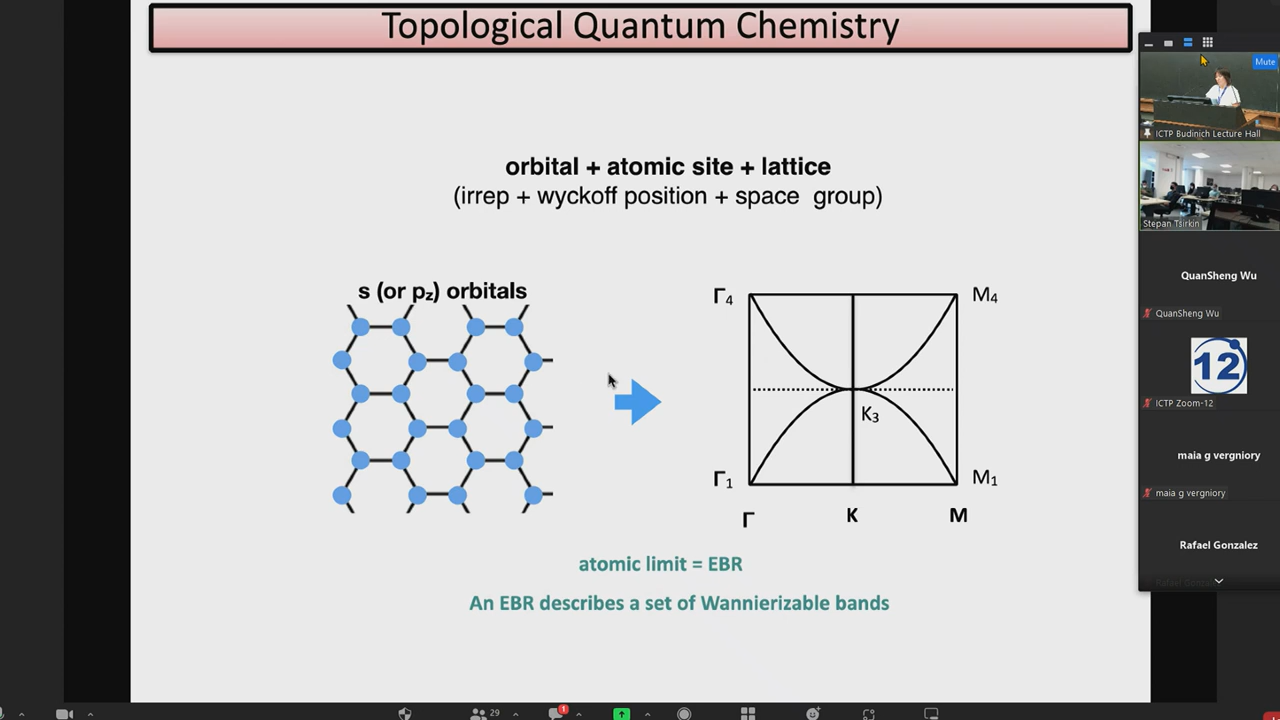 Topological Quantum Chemistry
orbital + atomic site + lattice
(irrep + wyckoff position + space group)
s (or p𝓏) orbitals
Γ₄
M₄
K₃
Γ₁
M₁
Γ
K
M
atomic limit = EBR
An EBR describes a set of Wannierizable bands
Mute
ICTP Budinich Lecture Hall
Stepan Tsirkin
QuanSheng Wu
QuanSheng Wu
12
ICTP Zoom-12
maia g vergniory
maia g vergniory
Rafael Gonzalez
29
1